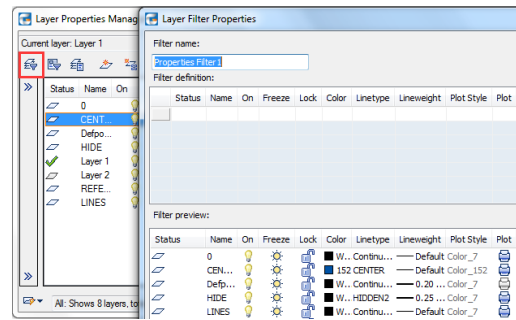 Layer Properties Manag
Layer Filter Properties
Current layer: Layer 1
Filter name:
Properties Filter1
Filter definition:
Status Name On Freeze Lock Color Linetype Lineweight Plot Style Plot
Status Name On
0
CENT...
Defpo...
HIDE
Layer 1
Layer 2
REFE...
LINES
All: Shows 8 layers, to
Filter preview:
Status Name On Freeze Lock Color Linetype Lineweight Plot Style Plot
0 W... Continu... Default Color_7
CEN... 152 CENTER Default Color_152
Defp... W... Continu... 0.20 ... Color_7
HIDE W... HIDDEN2 0.25 ... Color_7
LINES W... Continu... Default Color_7